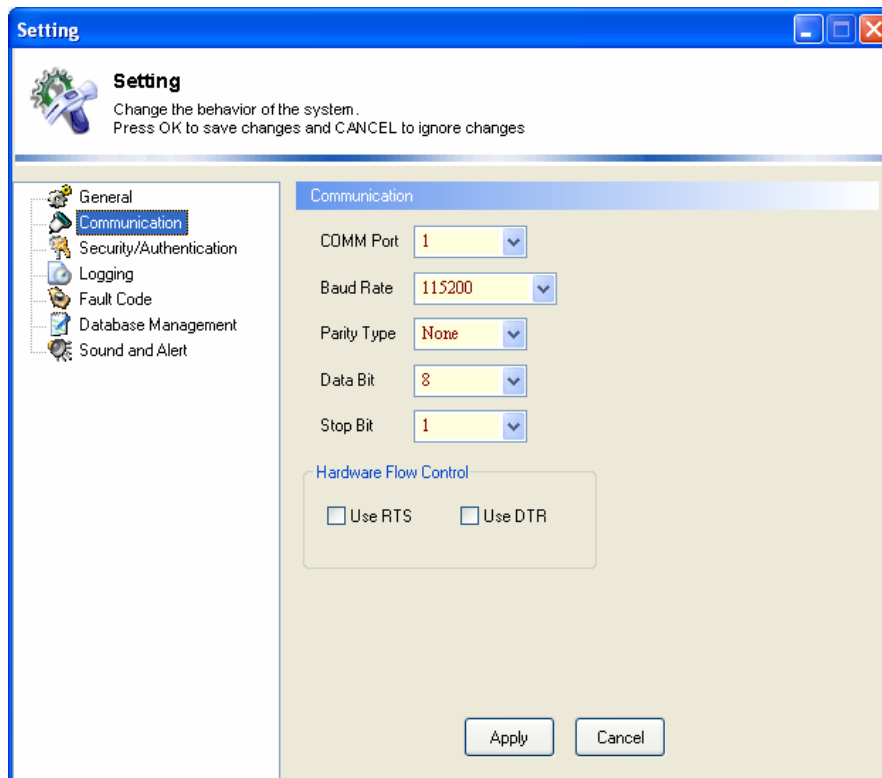 Setting
Setting
Change the behavior of the system.
Press OK to save changes and CANCEL to ignore changes
General
Communication
Security/Authentication
Logging
Fault Code
Database Management
Sound and Alert
Communication
COMM Port 1
Baud Rate 115200
Parity Type None
Data Bit 8
Stop Bit 1
Hardware Flow Control
Use RTS Use DTR
Apply Cancel